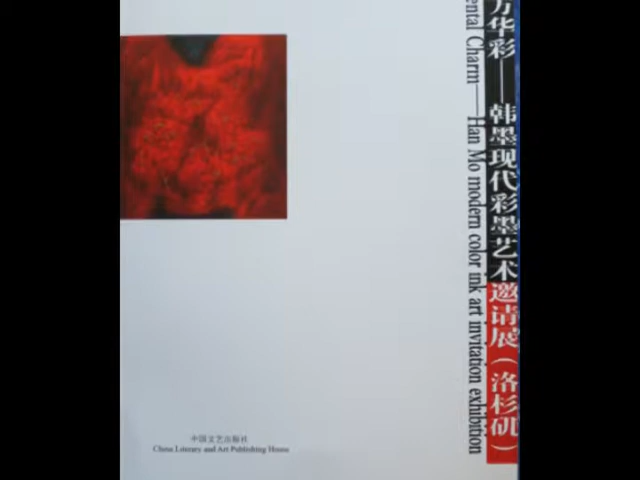 方华彩——韩墨现代彩墨艺术邀请展（洛杉矶）
ental Charm——Han Mo modern color ink art invitation exhibition
中国文艺出版社
China Literary and Art Publishing House